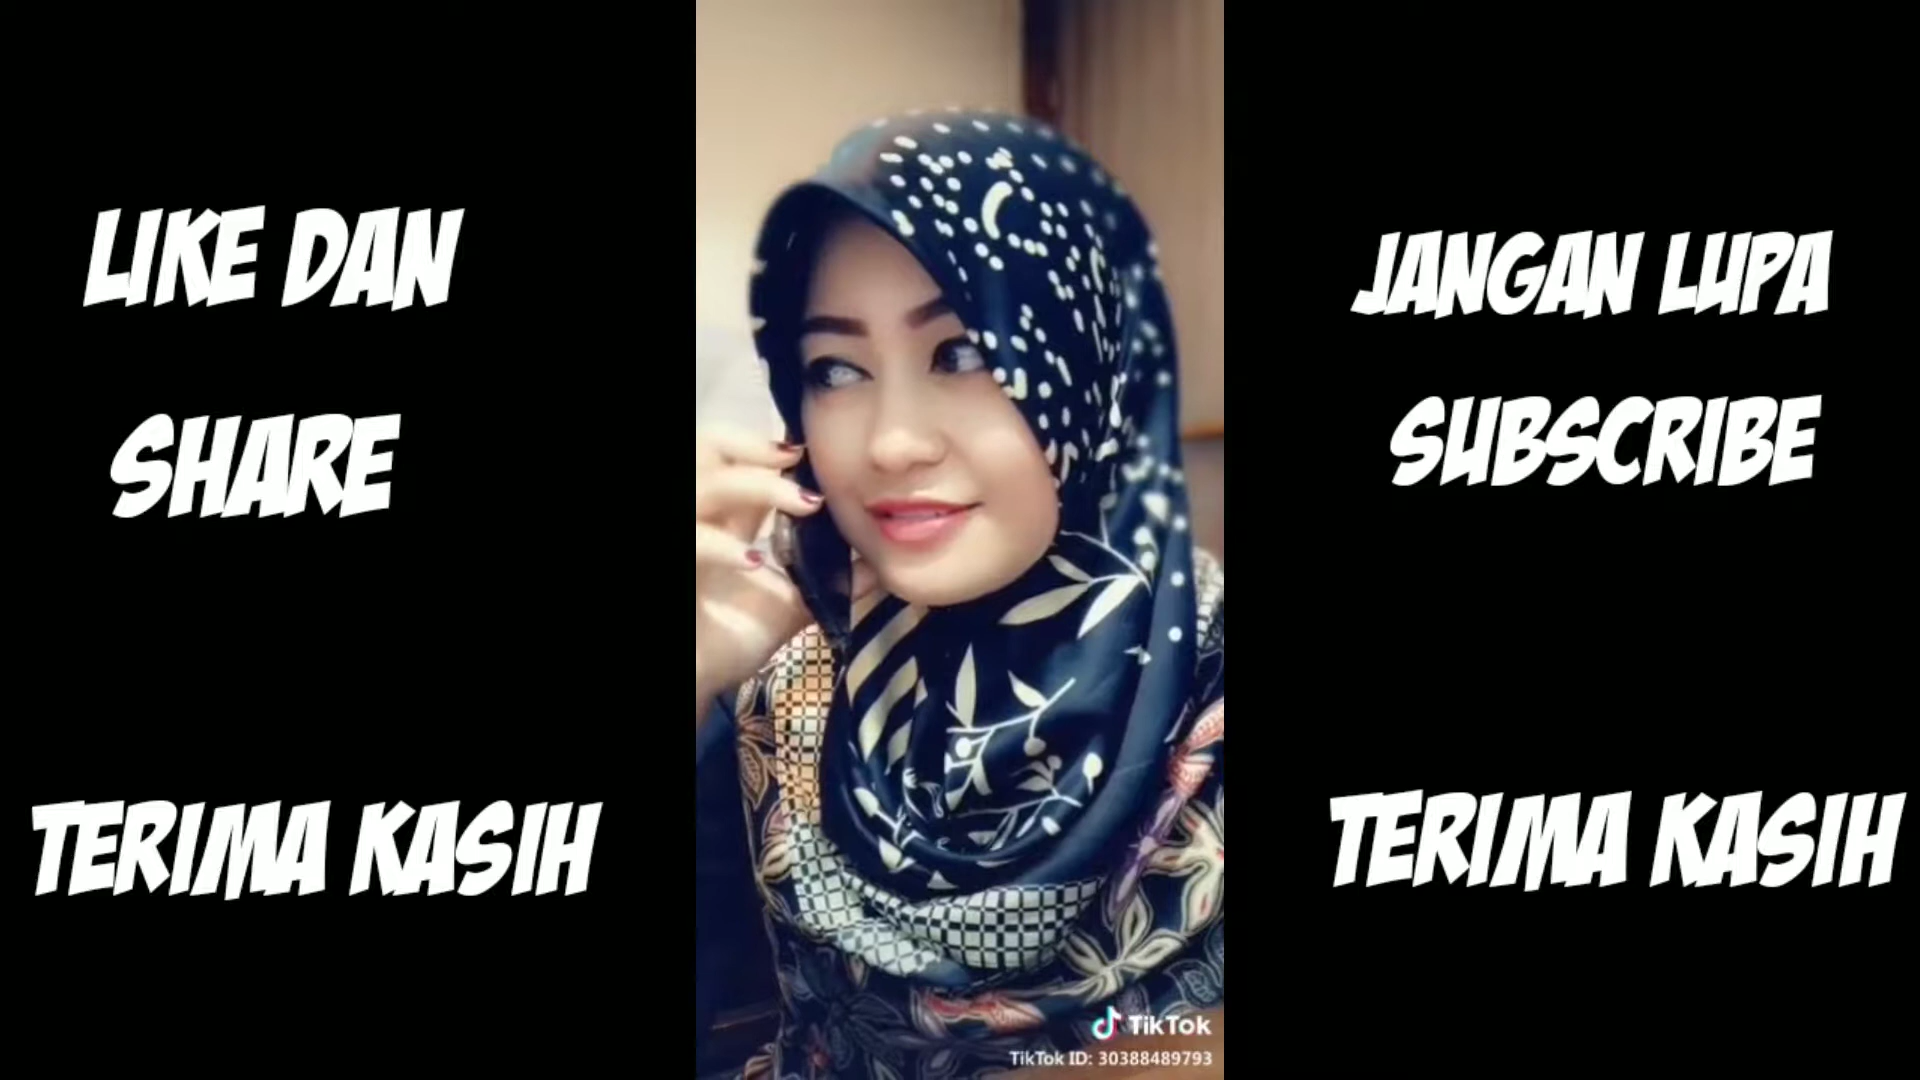 LIKE DAN
SHARE
TERIMA KASIH
JANGAN LUPA
SUBSCRIBE
TERIMA KASIH
TikTok
TikTok ID: 30388489793